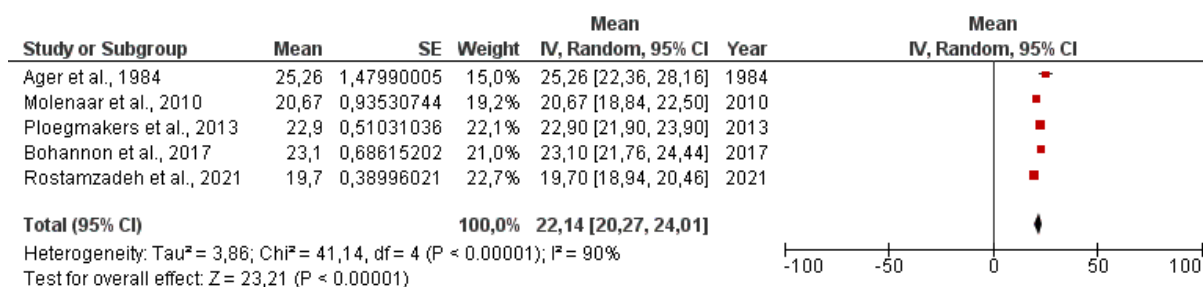 Mean Mean
Study or Subgroup Mean SE Weight IV, Random, 95% CI Year IV, Random, 95% CI
Ager et al., 1984 25,26 1,47990005 15,0% 25,26 [22,36, 28,16] 1984
Molenaar et al., 2010 20,67 0,93530744 19,2% 20,67 [18,84, 22,50] 2010
Ploegmakers et al., 2013 22,9 0,51031036 22,1% 22,90 [21,90, 23,90] 2013
Bohannon et al., 2017 23,1 0,68615202 21,0% 23,10 [21,76, 24,44] 2017
Rostamzadeh et al., 2021 19,7 0,38996021 22,7% 19,70 [18,94, 20,46] 2021
Total (95% CI) 100,0% 22,14 [20,27, 24,01]
Heterogeneity: Tau² = 3,86; Chi² = 41,14, df = 4 (P < 0.00001); I² = 90%
Test for overall effect: Z = 23,21 (P < 0.00001)
-100 -50 0 50 100